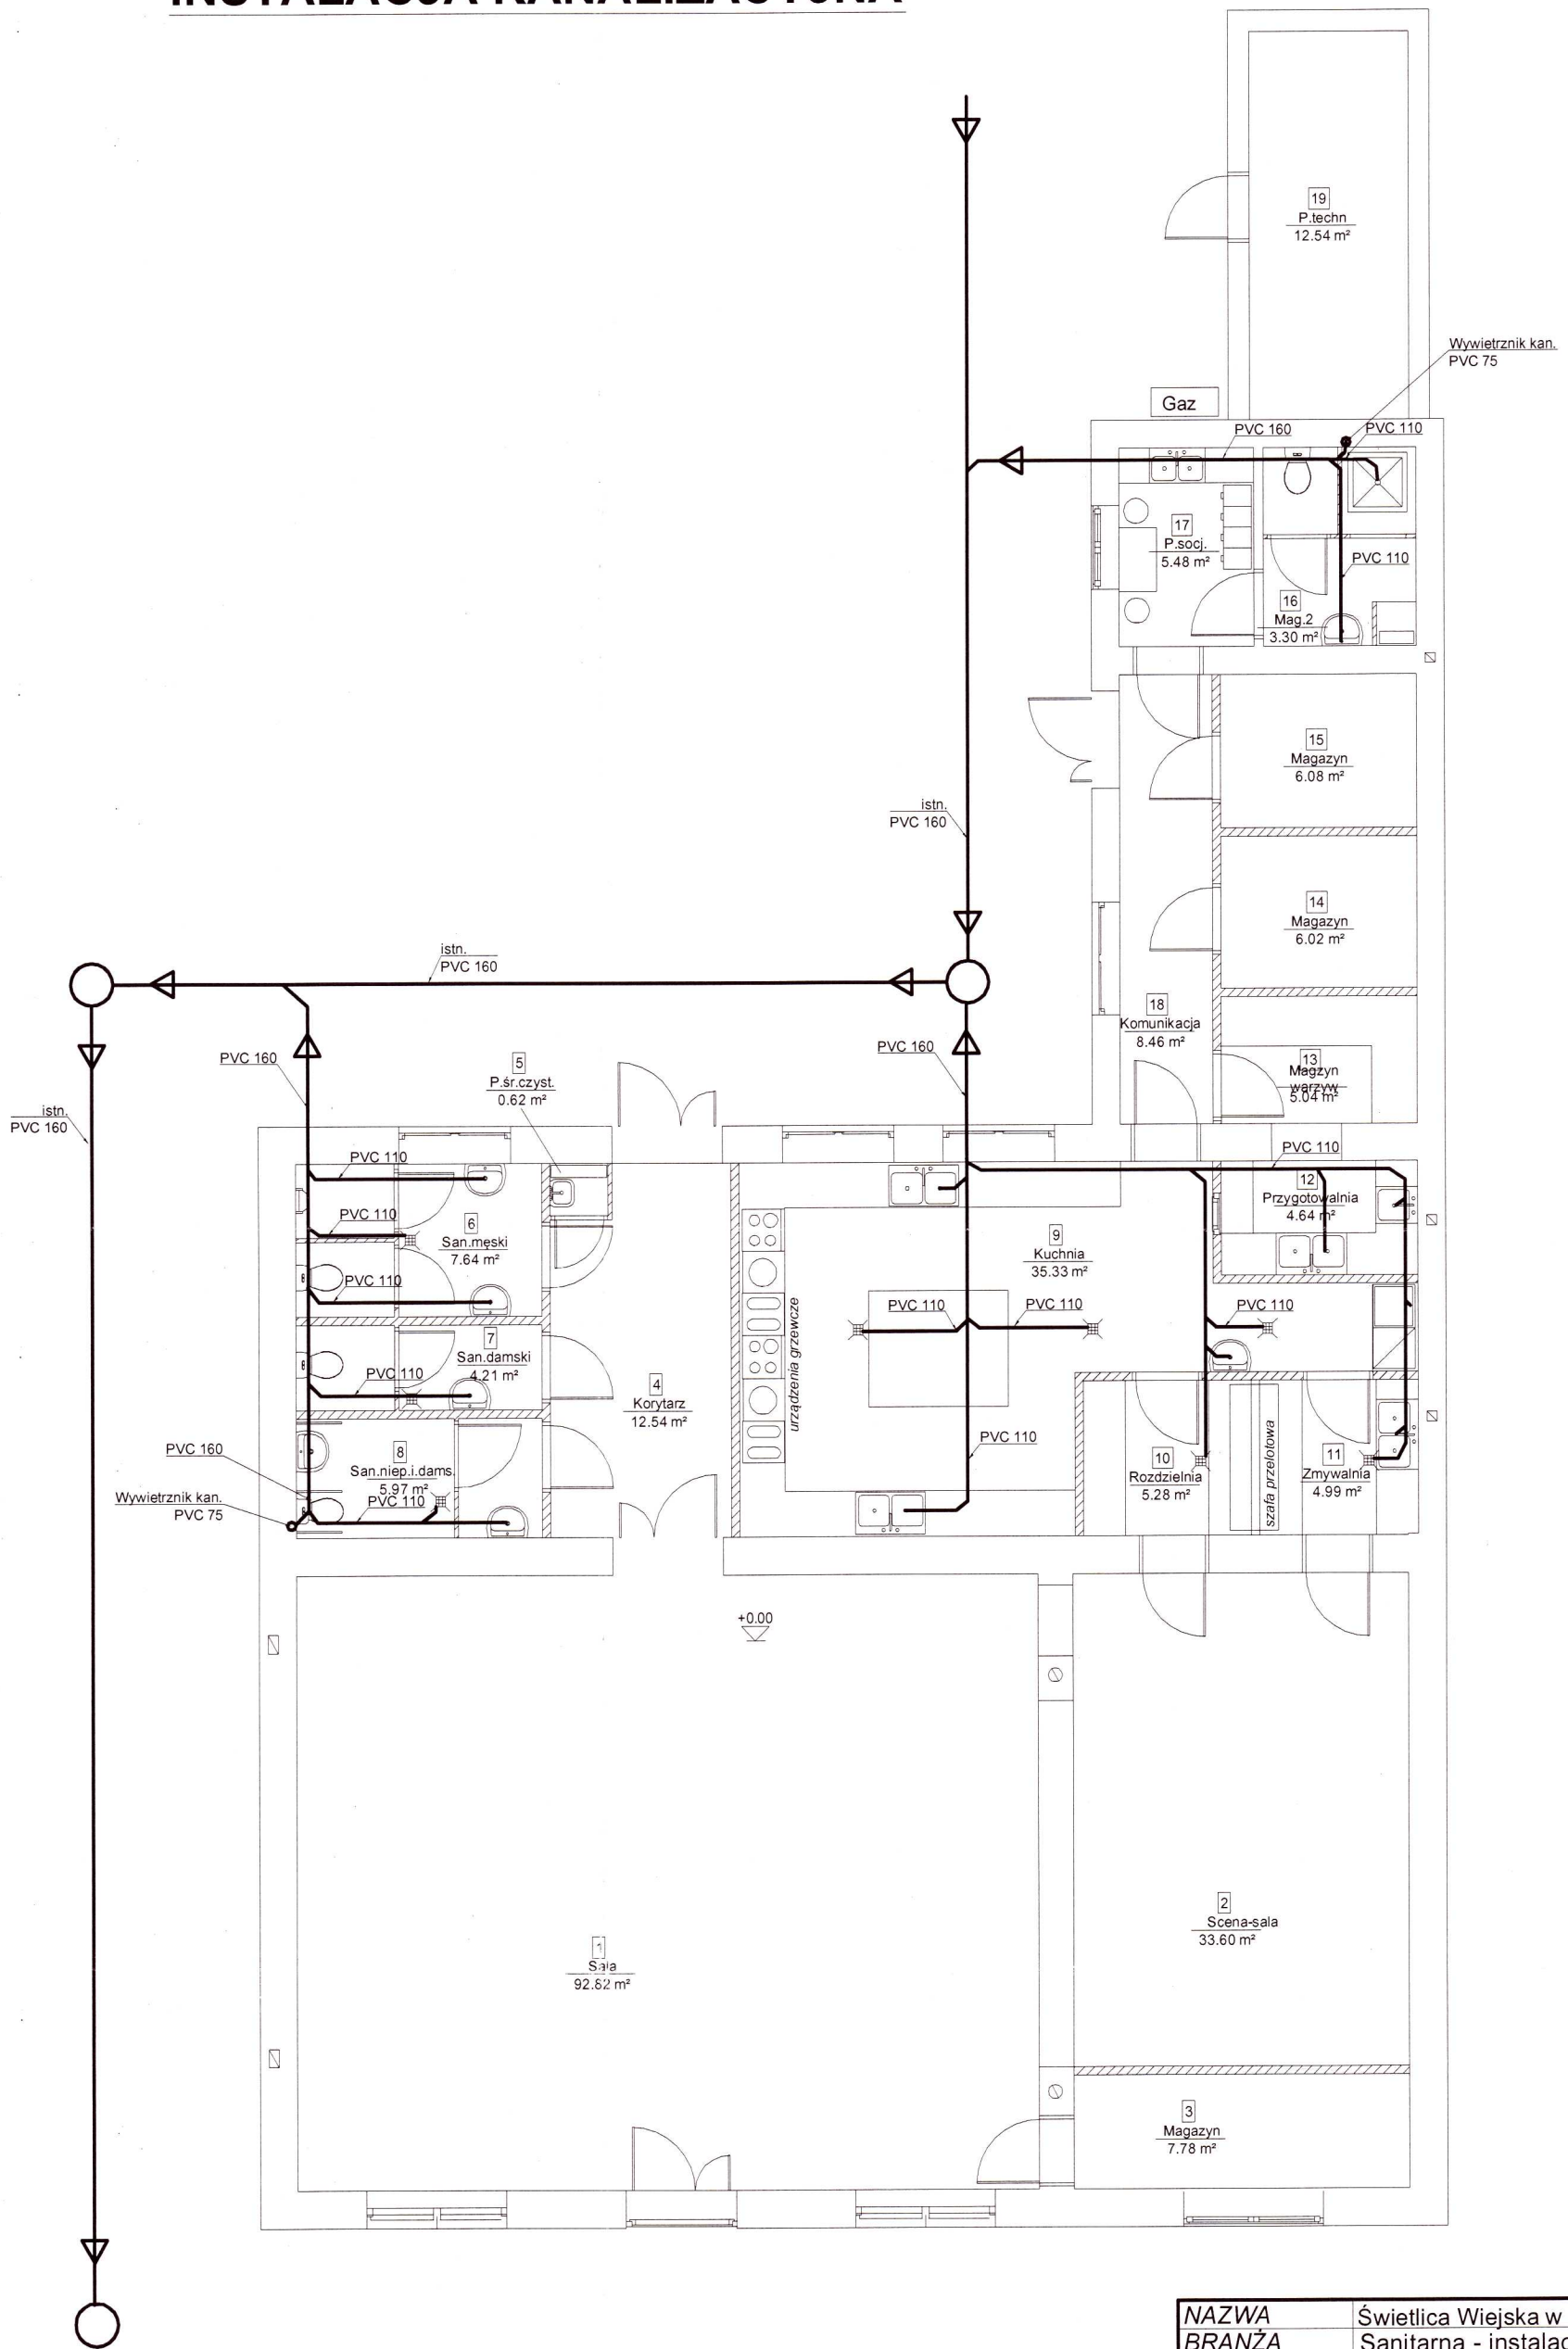 INSTALACJA KANALIZACYJNA
19
P.techn
12.54 m²
Wywietrznik kan.
PVC 75
Gaz
PVC 160
PVC 110
17
P.socj.
5.48 m²
PVC 110
16
Mag.2
3.30 m²
15
Magazyn
6.08 m²
istn.
PVC 160
14
Magazyn
6.02 m²
istn.
PVC 160
18
Komunikacja
8.46 m²
13
Magzyn
warzyw
5.04 m²
PVC 160
PVC 160
5
P.śr.czyst.
0.62 m²
istn.
PVC 160
PVC 110
PVC 110
12
Przygotowalnia
4.64 m²
PVC 110
6
San.męski
7.64 m²
9
Kuchnia
35.33 m²
PVC 110
urządzenia grzewcze
PVC 110
PVC 110
PVC 110
7
San.damski
4.21 m²
PVC 110
4
Korytarz
12.54 m²
PVC 110
PVC 160
8
San.niep.i.dams.
5.97 m²
PVC 110
10
Rozdzielnia
5.28 m²
szafa przelotowa
11
Zmywalnia
4.99 m²
Wywietrznik kan.
PVC 75
+0.00
2
Scena-sala
33.60 m²
1
Sala
92.82 m²
3
Magazyn
7.78 m²
NAZWA Świetlica Wiejska w
BRANŻA Sanitarna - instalac